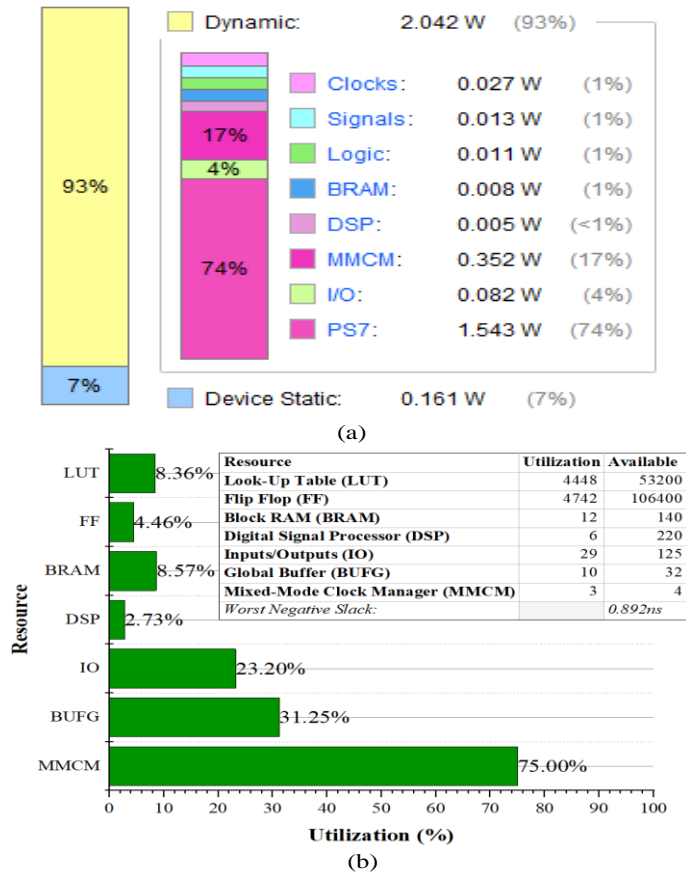 Dynamic: 2.042 W (93%)
93%
7%
17%
4%
74%
Clocks: 0.027 W (1%)
Signals: 0.013 W (1%)
Logic: 0.011 W (1%)
BRAM: 0.008 W (1%)
DSP: 0.005 W (<1%)
MMCM: 0.352 W (17%)
I/O: 0.082 W (4%)
PS7: 1.543 W (74%)
Device Static: 0.161 W (7%)
(a)
Resource Utilization Available
Look-Up Table (LUT) 4448 53200
Flip Flop (FF) 4742 106400
Block RAM (BRAM) 12 140
Digital Signal Processor (DSP) 6 220
Inputs/Outputs (IO) 29 125
Global Buffer (BUFG) 10 32
Mixed-Mode Clock Manager (MMCM) 3 4
Worst Negative Slack: 0.892ns
Resource
LUT 8.36%
FF 4.46%
BRAM 8.57%
DSP 2.73%
IO 23.20%
BUFG 31.25%
MMCM 75.00%
0 10 20 30 40 50 60 70 80 90 100
Utilization (%)
(b)